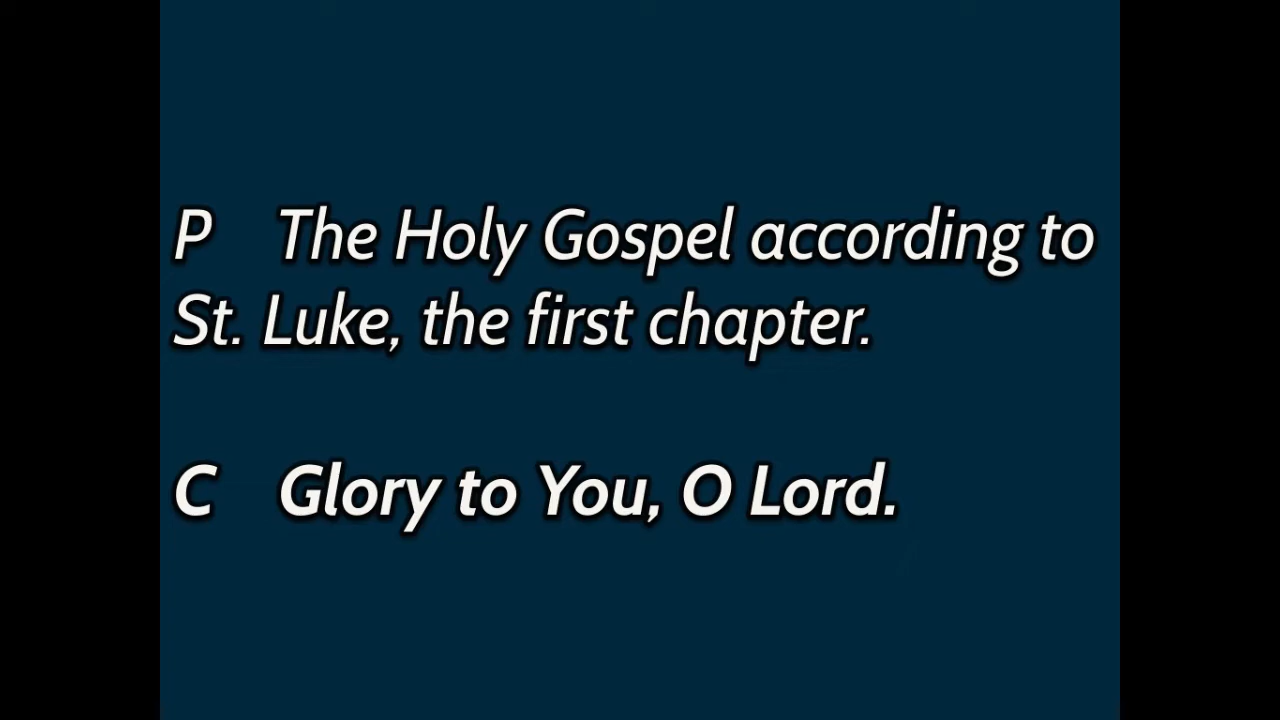 P The Holy Gospel according to
St. Luke, the first chapter.
C Glory to You, O Lord.